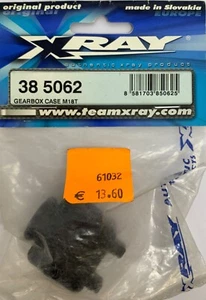 original product
made in Slovakia
EUROPE
XRAY
authentic xray products
38 5062
GEARBOX CASE M18T
8 581703 850625
www.teamxray.com
61032
€ 13.60